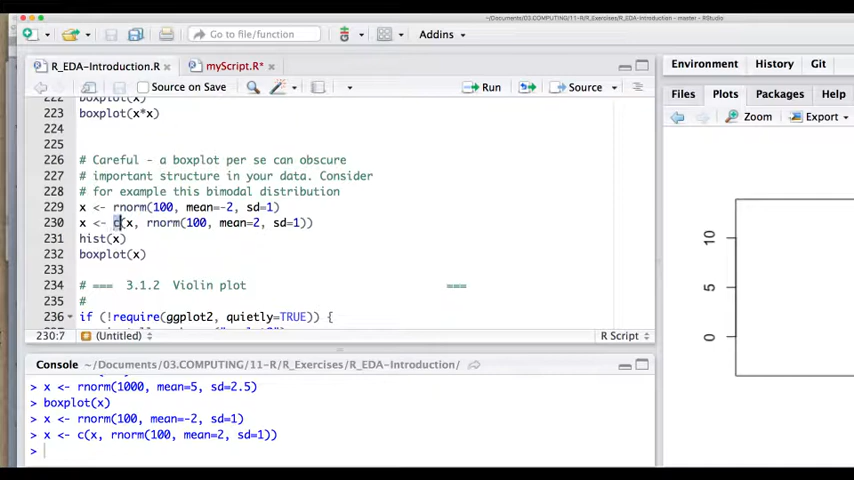 ~/Documents/03.COMPUTING/11-R/R_Exercises/R_EDA-Introduction - master - RStudio
Go to file/function
Addins
R_EDA-Introduction.R
myScript.R*
Source on Save
Run
Source
222 boxplot(x)
223 boxplot(x*x)
224
225
226 # Careful - a boxplot per se can obscure
227 # important structure in your data. Consider
228 # for example this bimodal distribution
229 x <- rnorm(100, mean=-2, sd=1)
230 x <- c(x, rnorm(100, mean=2, sd=1))
231 hist(x)
232 boxplot(x)
233
234 # === 3.1.2 Violin plot ===
235 #
236 if (!require(ggplot2, quietly=TRUE)) {
230:7 (Untitled) R Script
Console ~/Documents/03.COMPUTING/11-R/R_Exercises/R_EDA-Introduction/
> x <- rnorm(1000, mean=5, sd=2.5)
> boxplot(x)
> x <- rnorm(100, mean=-2, sd=1)
> x <- c(x, rnorm(100, mean=2, sd=1))
>
Environment History Git
Files Plots Packages Help
Zoom Export
10
5
0